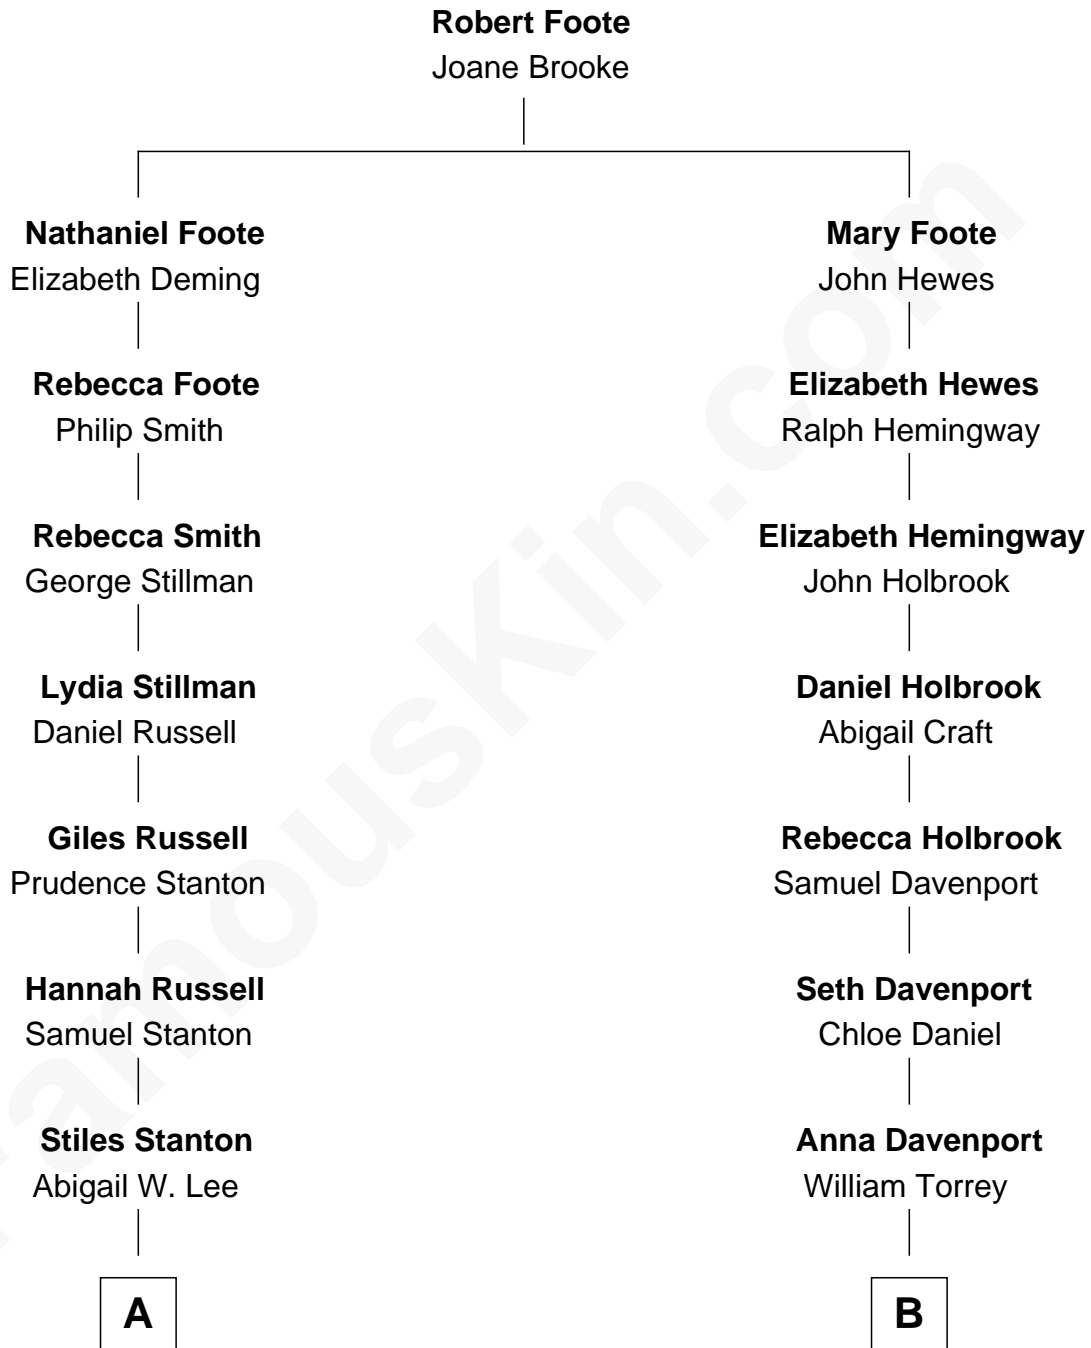 Robert Foote
Joane Brooke
Nathaniel Foote
Elizabeth Deming
Mary Foote
John Hewes
Rebecca Foote
Philip Smith
Elizabeth Hewes
Ralph Hemingway
Rebecca Smith
George Stillman
Elizabeth Hemingway
John Holbrook
Lydia Stillman
Daniel Russell
Daniel Holbrook
Abigail Craft
Giles Russell
Prudence Stanton
Rebecca Holbrook
Samuel Davenport
Hannah Russell
Samuel Stanton
Seth Davenport
Chloe Daniel
Stiles Stanton
Abigail W. Lee
Anna Davenport
William Torrey
A
B
FamousKin.com